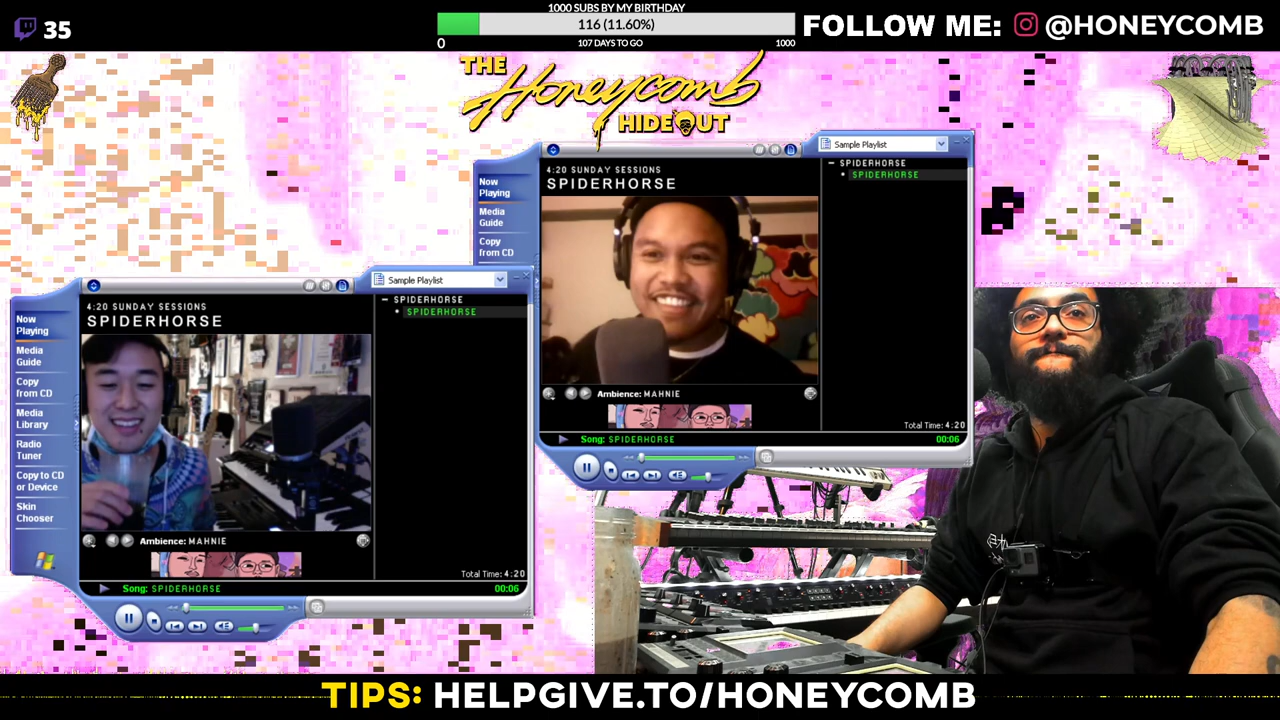 35
1000 SUBS BY MY BIRTHDAY
116 (11.60%)
0
107 DAYS TO GO
1000
FOLLOW ME: @HONEYCOMB
THE
Honeycomb
HIDEOUT
Sample Playlist
4:20 SUNDAY SESSIONS
SPIDERHORSE
SPIDERHORSE
SPIDERHORSE
Now
Playing
Media
Guide
Copy
from CD
Ambience: MAHNIE
Total Time: 4:20
Song: SPIDERHORSE
00:06
Sample Playlist
4:20 SUNDAY SESSIONS
SPIDERHORSE
SPIDERHORSE
SPIDERHORSE
Now
Playing
Media
Guide
Copy
from CD
Media
Library
Radio
Tuner
Copy to CD
or Device
Skin
Chooser
Ambience: MAHNIE
Total Time: 4:20
Song: SPIDERHORSE
00:06
TIPS: HELPGIVE.TO/HONEYCOMB